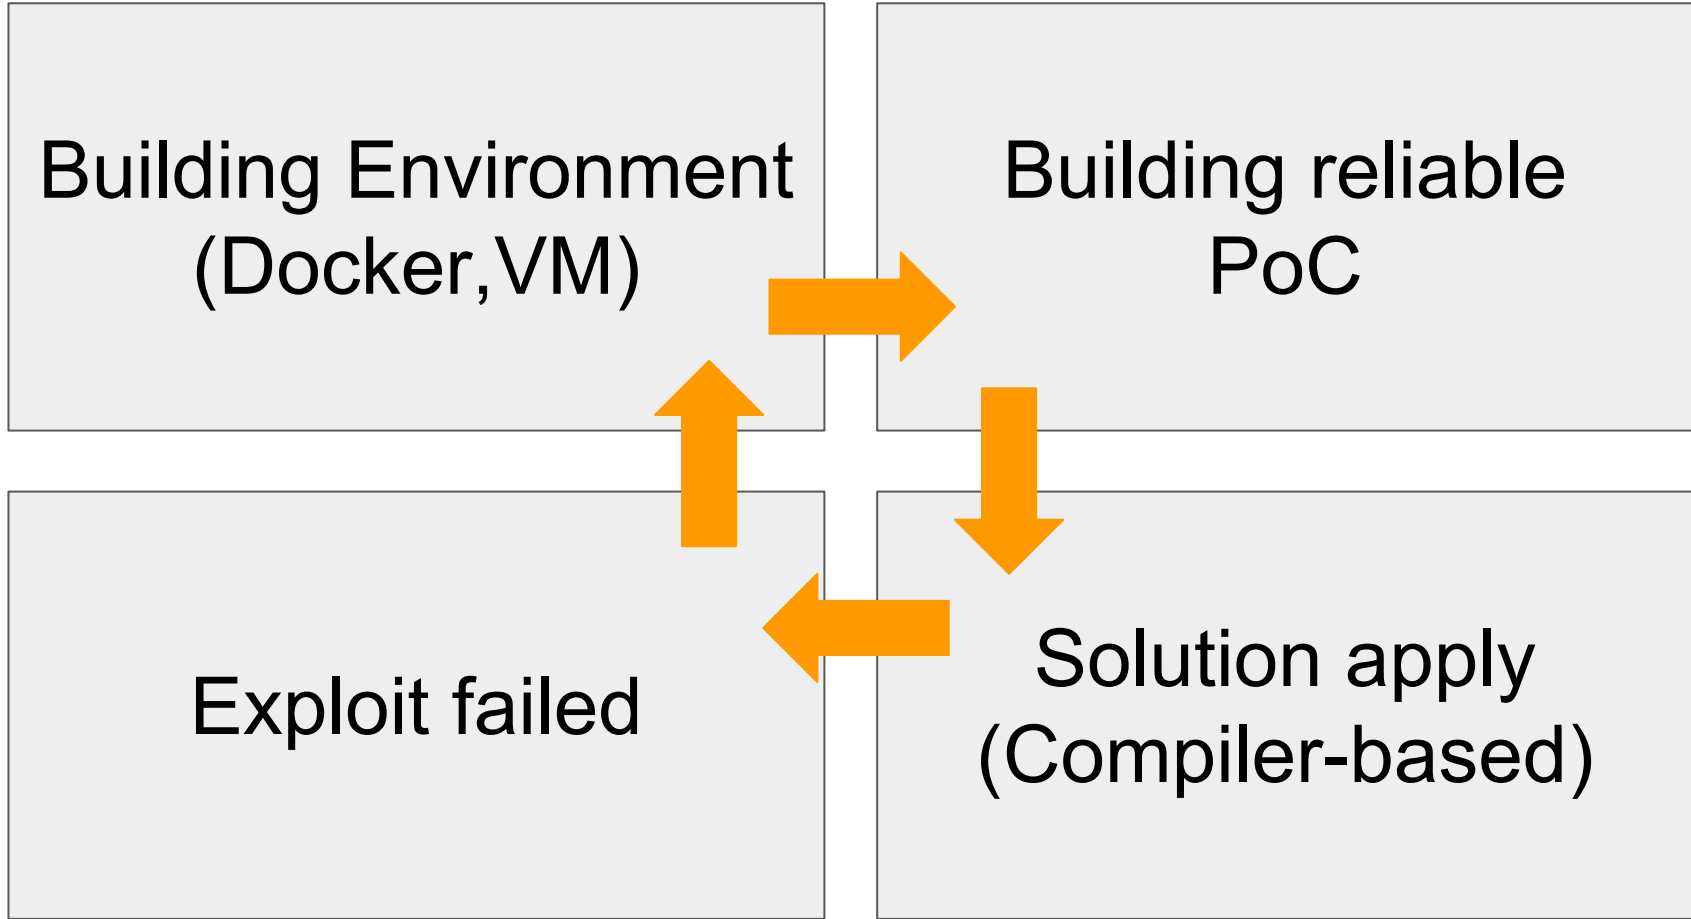 Building Environment
(Docker,VM)
Building reliable
PoC
Exploit failed
Solution apply
(Compiler-based)